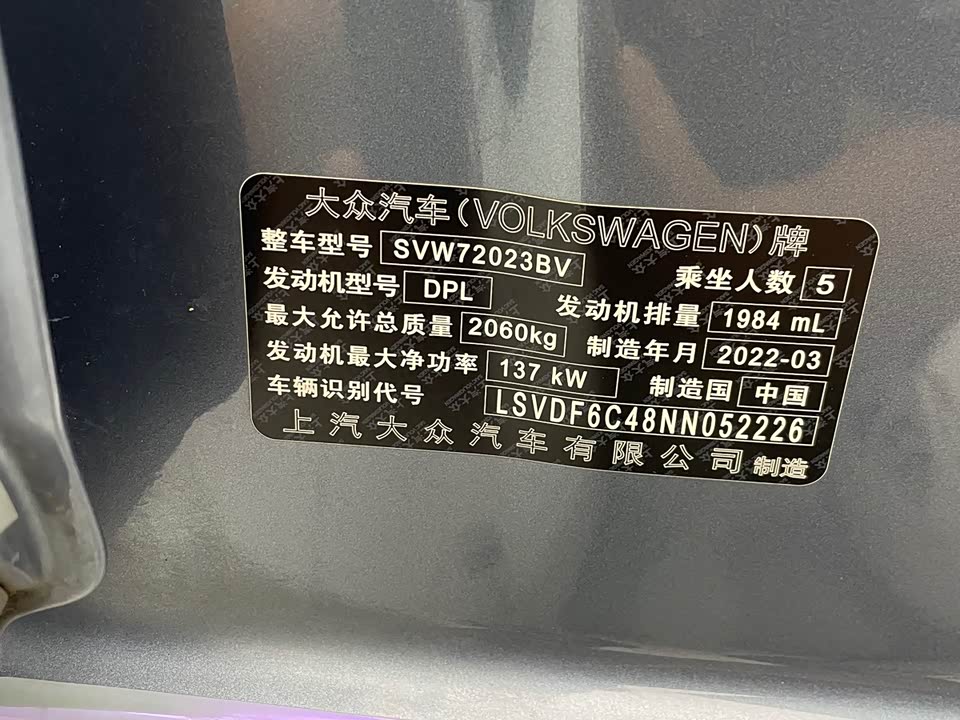 大众汽车(VOLKSWAGEN)牌
整车型号 SVW72023BV 乘坐人数 5
发动机型号 DPL 发动机排量 1984 mL
最大允许总质量 2060kg 制造年月 2022-03
发动机最大净功率 137 kW 制造国 中国
车辆识别代号 LSVDF6C48NN052226
上汽大众汽车有限公司 制造